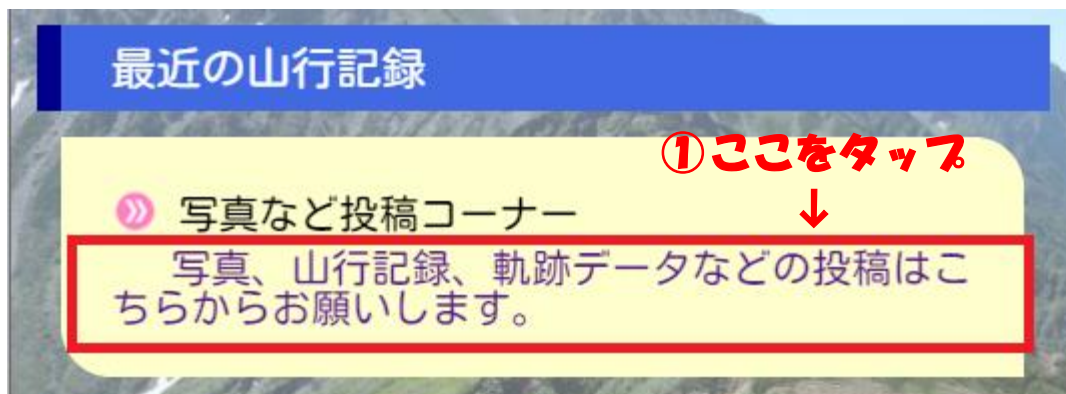 最近の山行記録
①ここをタップ
↓
写真など投稿コーナー
写真、山行記録、軌跡データなどの投稿はこ
ちらからお願いします。